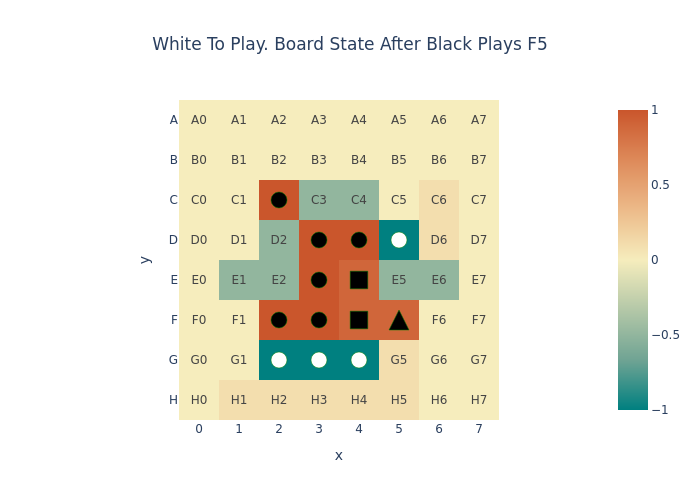 White To Play. Board State After Black Plays F5
A A0 A1 A2 A3 A4 A5 A6 A7 1
B B0 B1 B2 B3 B4 B5 B6 B7
C C0 C1 C3 C4 C5 C6 C7 0.5
D D0 D1 D2 D6 D7
y
0
E E0 E1 E2 E5 E6 E7
F F0 F1 F6 F7 −0.5
G G0 G1 G5 G6 G7
H H0 H1 H2 H3 H4 H5 H6 H7 −1
0 1 2 3 4 5 6 7
x